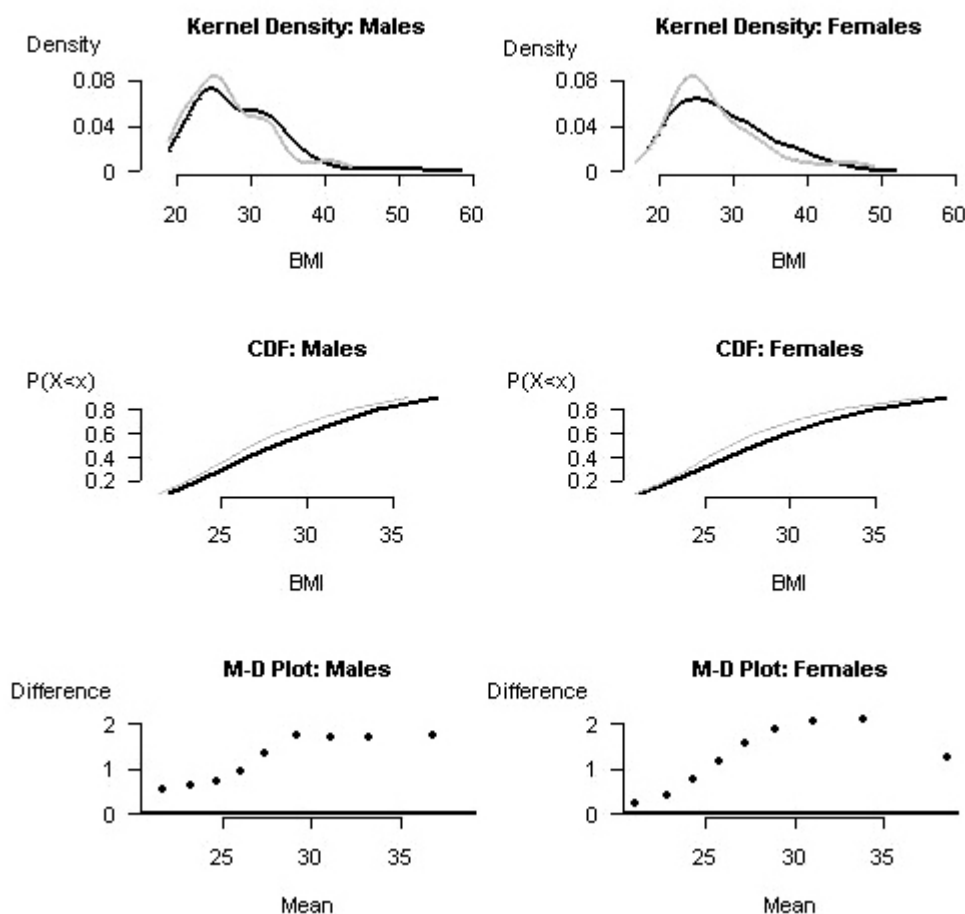 Kernel Density: Males
Density
0.08
0.04
0
20 30 40 50 60
BMI
Kernel Density: Females
Density
0.08
0.04
0
20 30 40 50 60
BMI
CDF: Males
P(X<x)
0.8
0.6
0.4
0.2
25 30 35
BMI
CDF: Females
P(X<x)
0.8
0.6
0.4
0.2
25 30 35
BMI
M-D Plot: Males
Difference
2
1
0
25 30 35
Mean
M-D Plot: Females
Difference
2
1
0
25 30 35
Mean